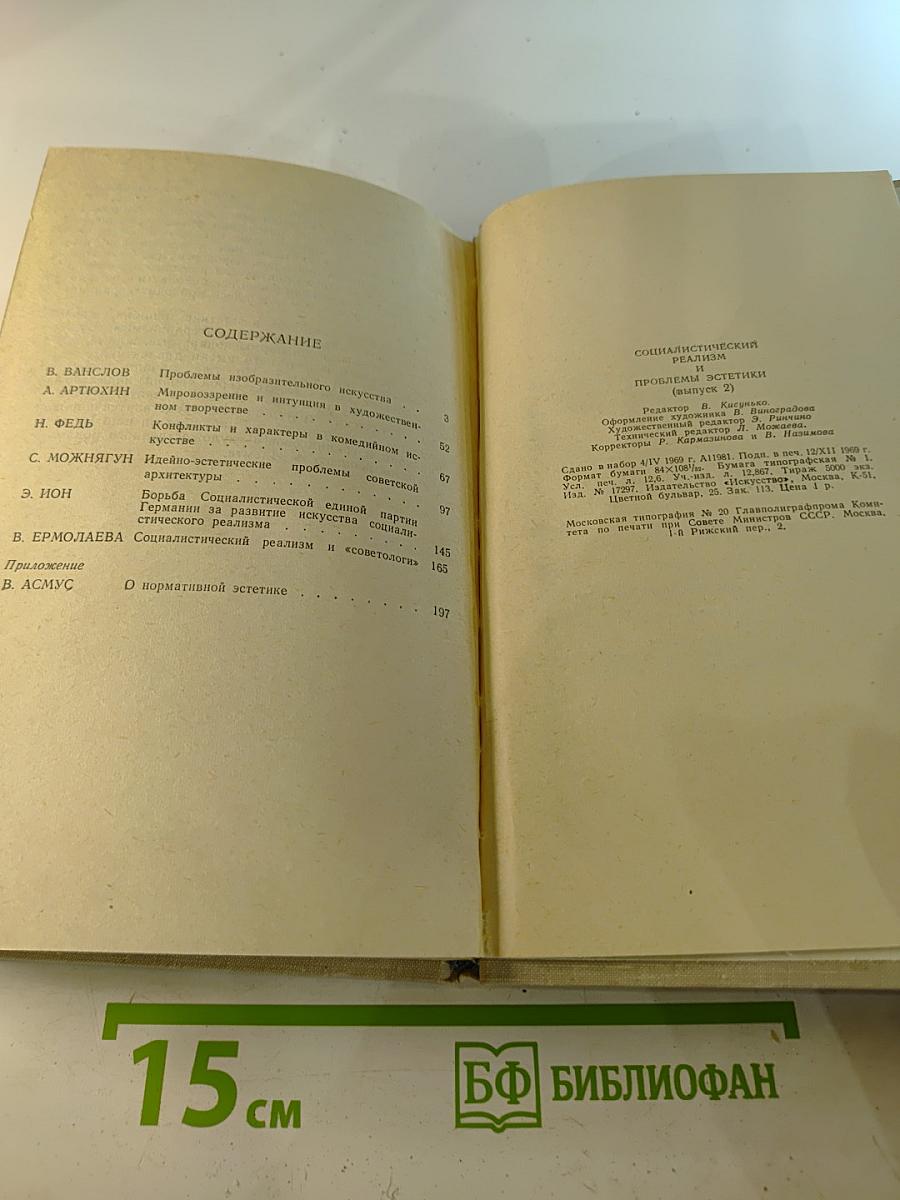 СОДЕРЖАНИЕ
В. ВАНСЛОВ Проблемы изобразительного искусства . . 3
А. АРТЮХИН Мировоззрение и интуиция в художествен-
ном творчестве . . . . . . . . 52
Н. ФЕДЬ Конфликты и характеры в комедийном ис-
кусстве . . . . . . . . . . 67
С. МОЖНЯГУН Идейно-эстетические проблемы советской
архитектуры . . . . . . . . . 97
Э. ИОН Борьба Социалистической единой партии
Германии за развитие искусства социали-
стического реализма . . . . . . . 145
В. ЕРМОЛАЕВА Социалистический реализм и «советологи» 165
Приложение
В. АСМУС О нормативной эстетике . . . . . . . 197
СОЦИАЛИСТИЧЕСКИЙ
РЕАЛИЗМ
И
ПРОБЛЕМЫ ЭСТЕТИКИ
(выпуск 2)
Редактор В. Кисунько.
Оформление художника В. Виноградова
Художественный редактор Э. Ринчино
Технический редактор Л. Можаева.
Корректоры Р. Кармазинова и В. Назимова
Сдано в набор 4/IV 1969 г. А11981. Подп. в печ. 12/XII 1969 г.
Формат бумаги 84×108¹/₃₂. Бумага типографская № 1.
Усл. печ. л. 12,6. Уч.-изд. л. 12,867. Тираж 5000 экз.
Изд. № 17297. Издательство «Искусство», Москва, К-51,
Цветной бульвар, 25. Зак. 113. Цена 1 р.
Московская типография № 20 Главполиграфпрома Коми-
тета по печати при Совете Министров СССР. Москва,
1-й Рижский пер., 2.
15 см
БФ БИБЛИОФАН